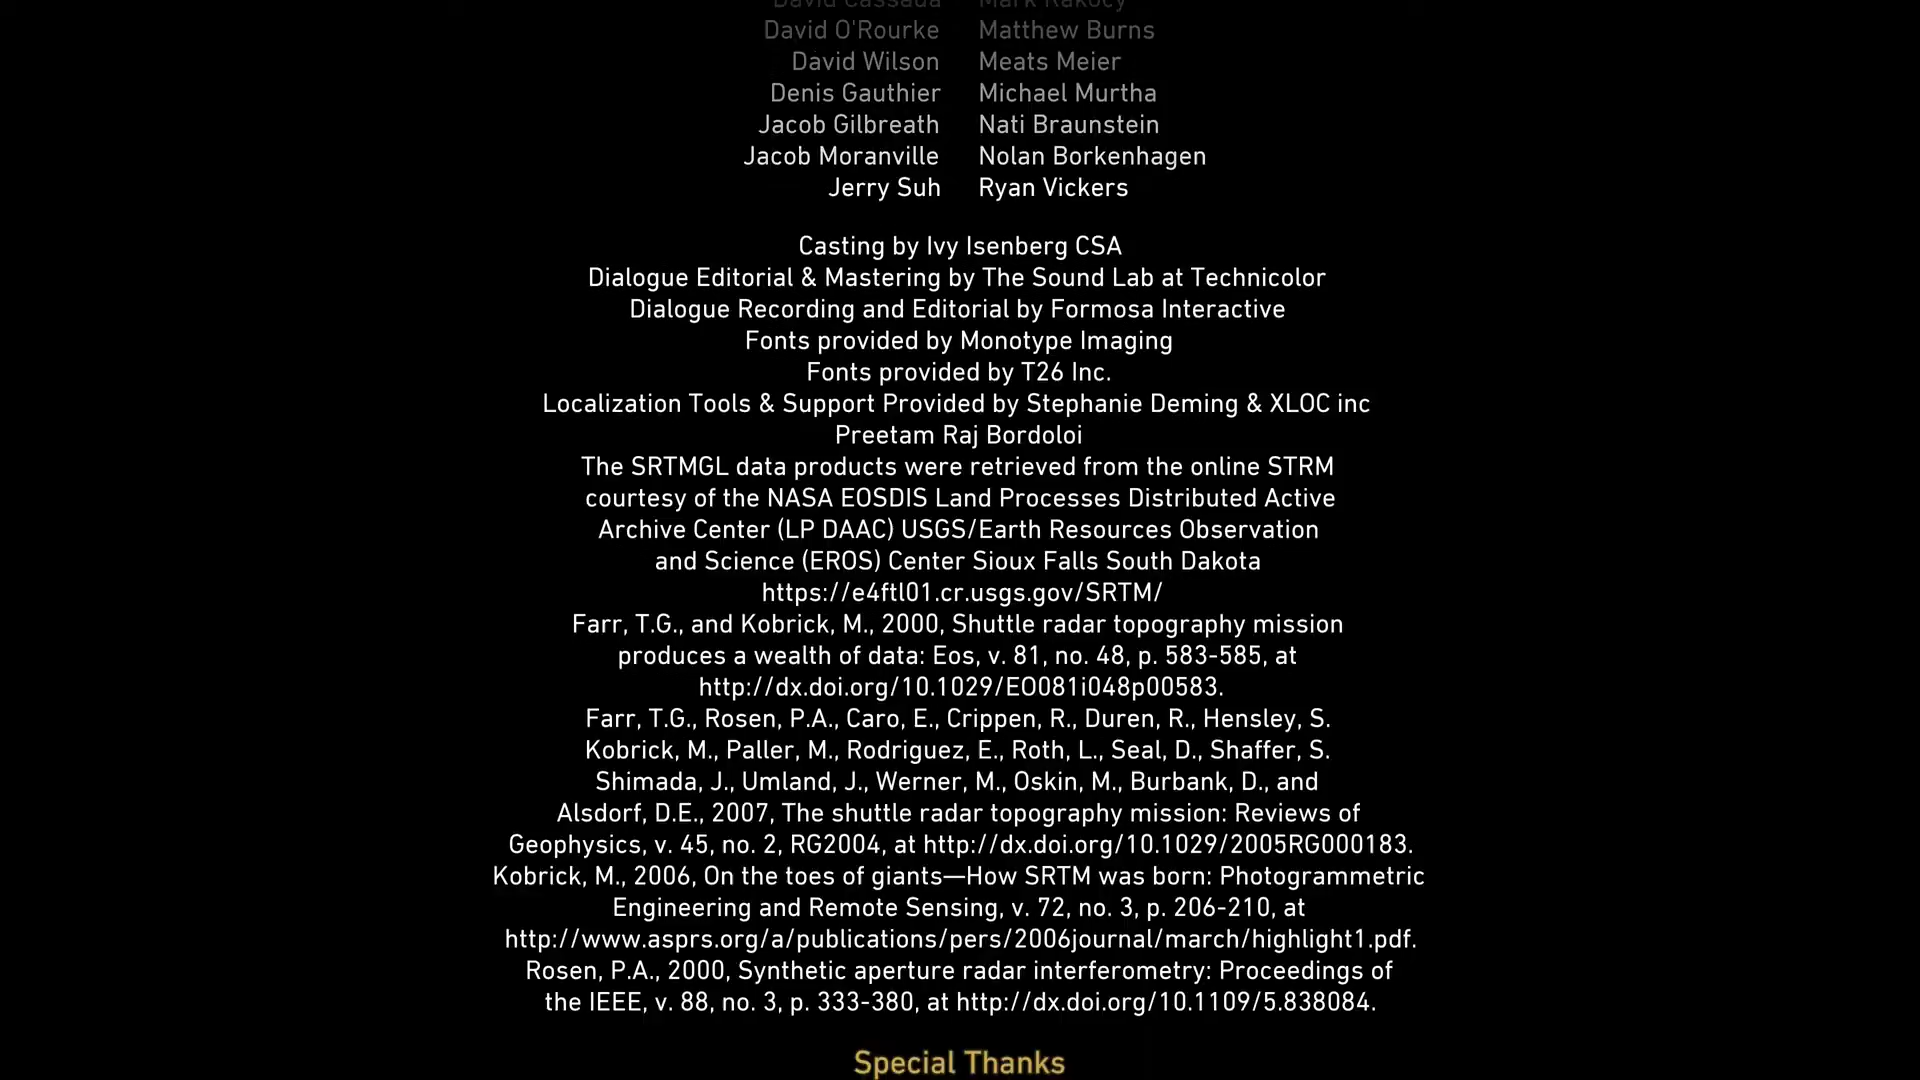 David Cassada Mark Rakocy
David O'Rourke Matthew Burns
David Wilson Meats Meier
Denis Gauthier Michael Murtha
Jacob Gilbreath Nati Braunstein
Jacob Moranville Nolan Borkenhagen
Jerry Suh Ryan Vickers
Casting by Ivy Isenberg CSA
Dialogue Editorial & Mastering by The Sound Lab at Technicolor
Dialogue Recording and Editorial by Formosa Interactive
Fonts provided by Monotype Imaging
Fonts provided by T26 Inc.
Localization Tools & Support Provided by Stephanie Deming & XLOC inc
Preetam Raj Bordoloi
The SRTMGL data products were retrieved from the online STRM
courtesy of the NASA EOSDIS Land Processes Distributed Active
Archive Center (LP DAAC) USGS/Earth Resources Observation
and Science (EROS) Center Sioux Falls South Dakota
https://e4ftl01.cr.usgs.gov/SRTM/
Farr, T.G., and Kobrick, M., 2000, Shuttle radar topography mission
produces a wealth of data: Eos, v. 81, no. 48, p. 583-585, at
http://dx.doi.org/10.1029/EO081i048p00583.
Farr, T.G., Rosen, P.A., Caro, E., Crippen, R., Duren, R., Hensley, S.
Kobrick, M., Paller, M., Rodriguez, E., Roth, L., Seal, D., Shaffer, S.
Shimada, J., Umland, J., Werner, M., Oskin, M., Burbank, D., and
Alsdorf, D.E., 2007, The shuttle radar topography mission: Reviews of
Geophysics, v. 45, no. 2, RG2004, at http://dx.doi.org/10.1029/2005RG000183.
Kobrick, M., 2006, On the toes of giants—How SRTM was born: Photogrammetric
Engineering and Remote Sensing, v. 72, no. 3, p. 206-210, at
http://www.asprs.org/a/publications/pers/2006journal/march/highlight1.pdf.
Rosen, P.A., 2000, Synthetic aperture radar interferometry: Proceedings of
the IEEE, v. 88, no. 3, p. 333-380, at http://dx.doi.org/10.1109/5.838084.
Special Thanks